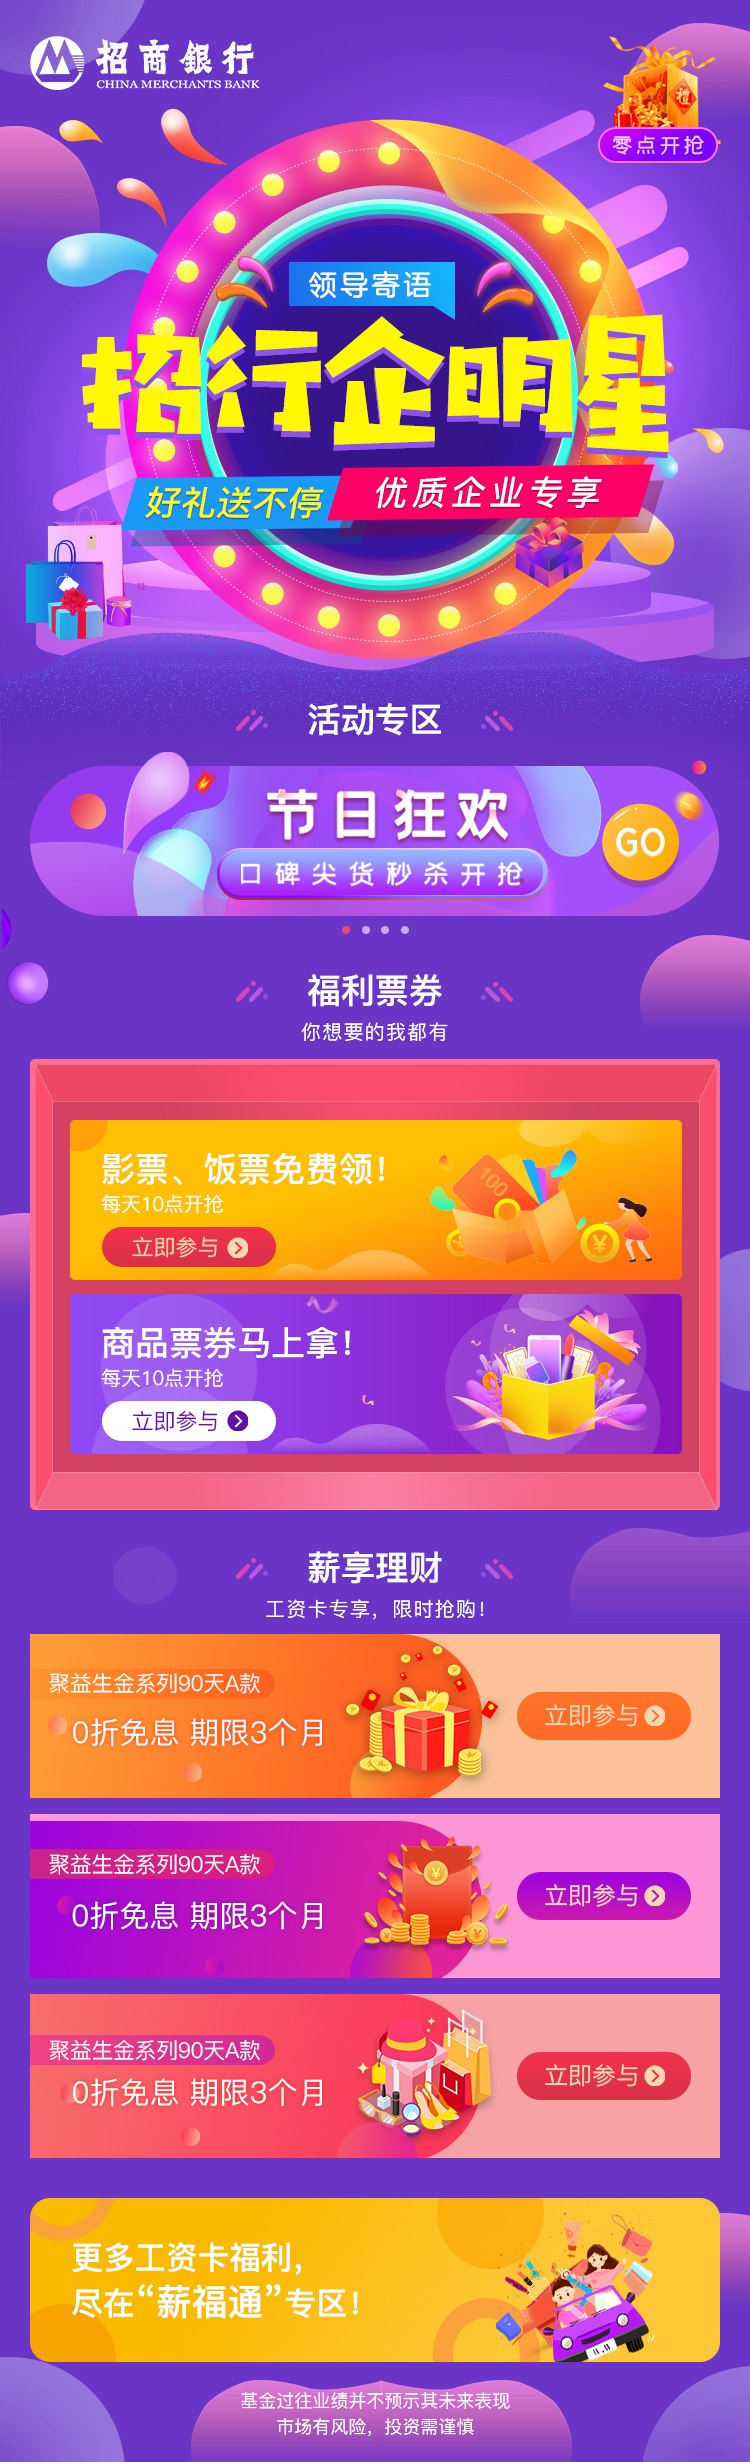 招商銀行
CHINA MERCHANTS BANK
禮
零点开抢
领导寄语
招行企明星
好礼送不停
优质企业专享
活动专区
节日狂欢
口碑尖货秒杀开抢
GO
福利票券
你想要的我都有
影票、饭票免费领！
每天10点开抢
立即参与
100
¥
¥
商品票券马上拿！
每天10点开抢
立即参与
薪享理财
工资卡专享，限时抢购！
聚益生金系列90天A款
0折免息 期限3个月
立即参与
聚益生金系列90天A款
0折免息 期限3个月
¥
立即参与
聚益生金系列90天A款
0折免息 期限3个月
立即参与
更多工资卡福利，
尽在“薪福通”专区！
基金过往业绩并不预示其未来表现
市场有风险，投资需谨慎